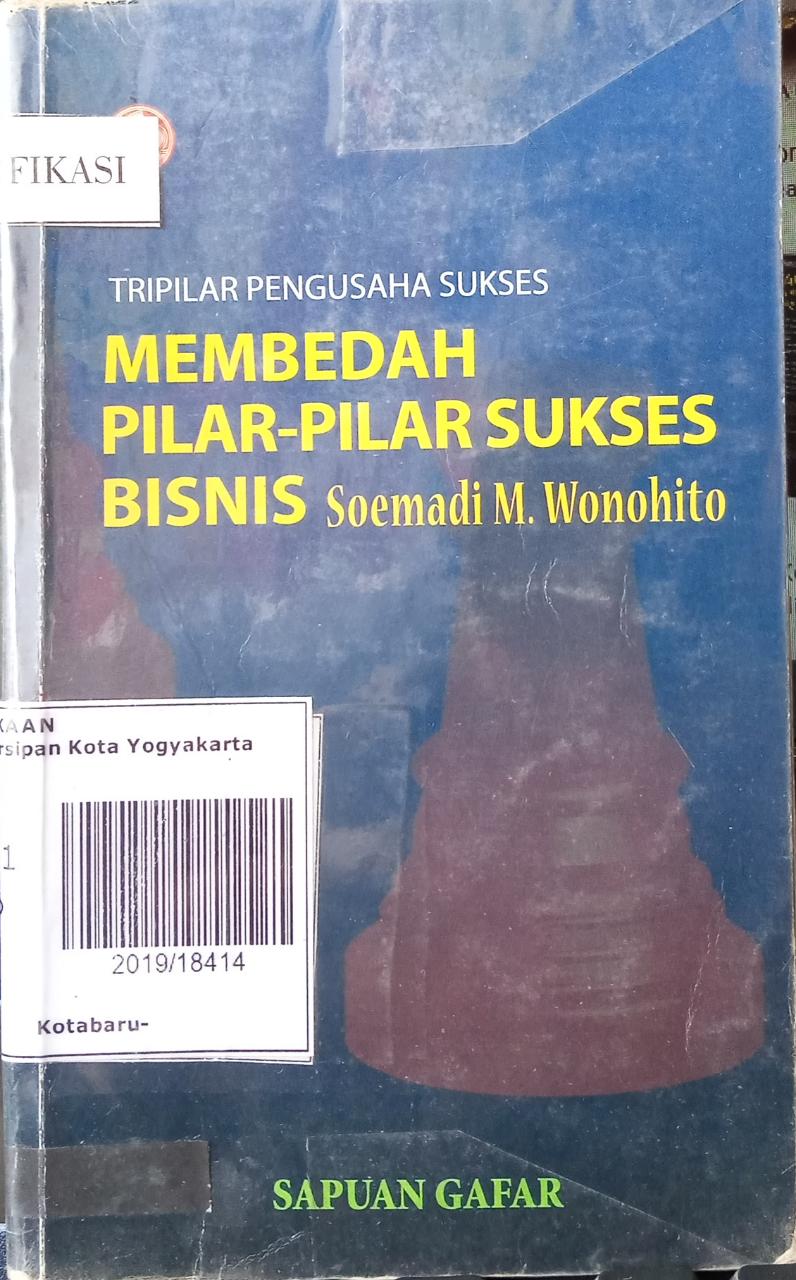 FIKASI
TRIPILAR PENGUSAHA SUKSES
MEMBEDAH
PILAR-PILAR SUKSES
BISNIS Soemadi M. Wonohito
KAAN
rsipan Kota Yogyakarta
1
2019/18414
Kotabaru-
SAPUAN GAFAR